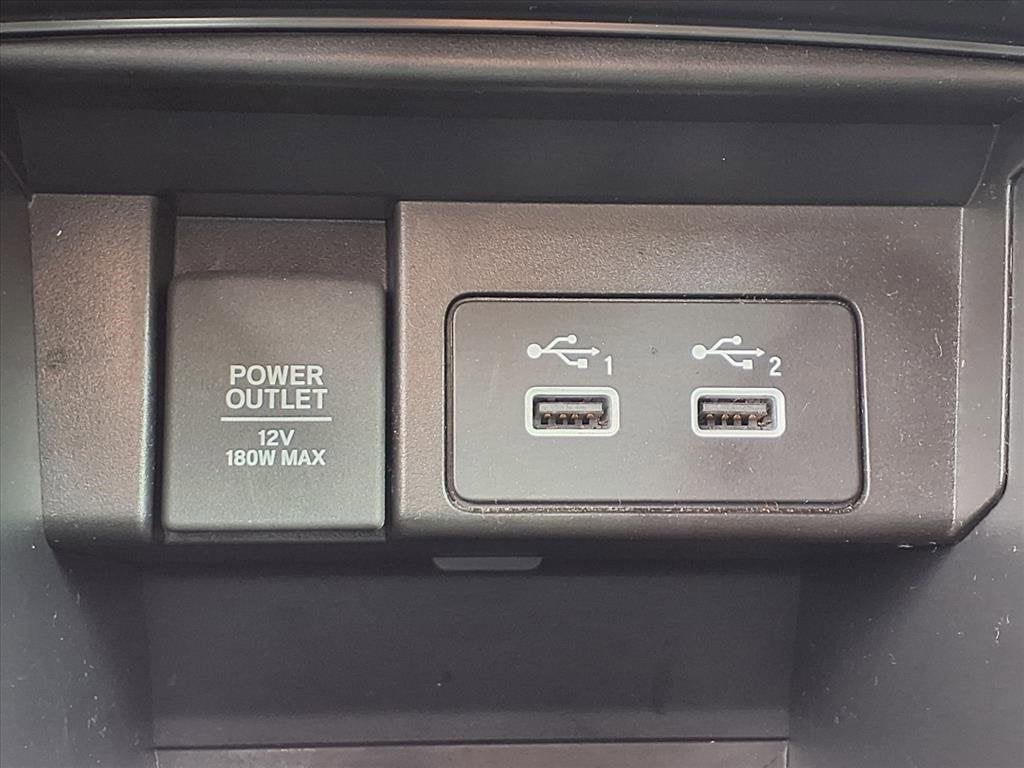 POWER
OUTLET
12V
180W MAX
1
2